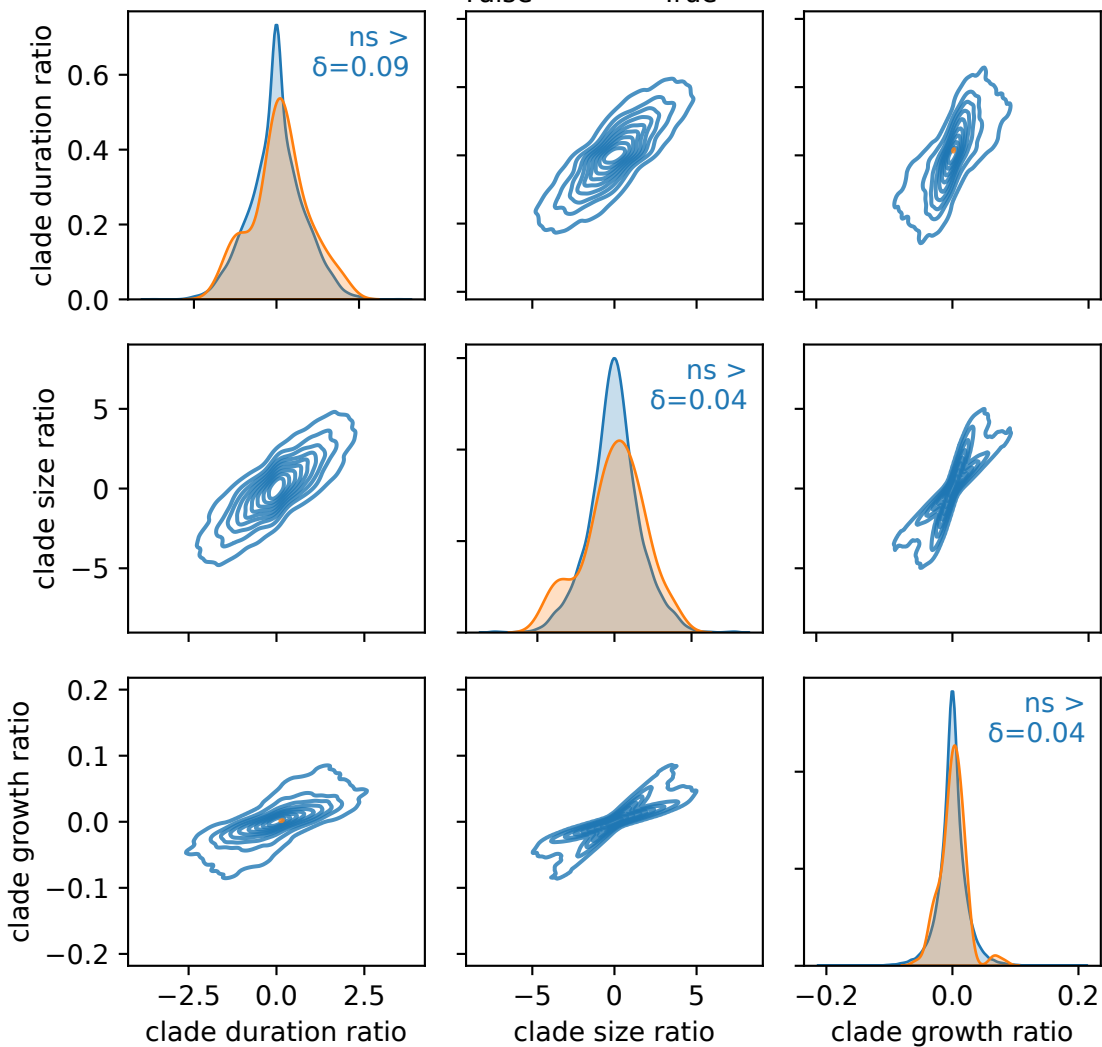 clade duration ratio
0.6
0.4
0.2
0.0
ns >
δ=0.09
clade size ratio
5
0
−5
ns >
δ=0.04
clade growth ratio
0.2
0.1
0.0
−0.1
−0.2
ns >
δ=0.04
−2.5 0.0 2.5
−5 0 5
−0.2 0.0 0.2
clade duration ratio
clade size ratio
clade growth ratio